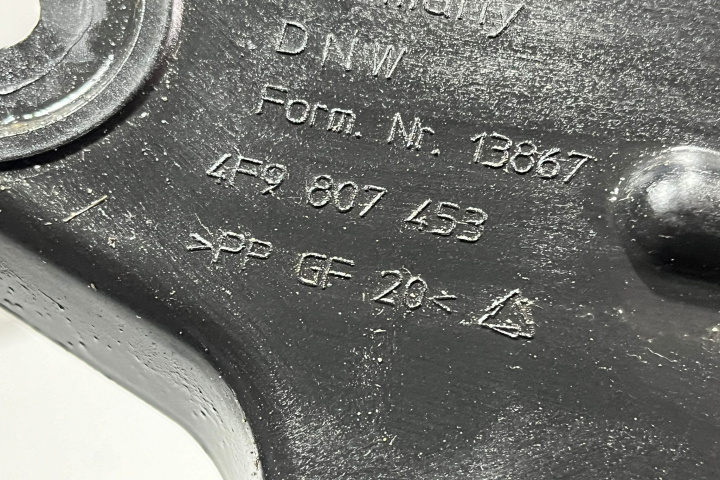 DNW
Form. Nr. 13867
4F9 807 453
>PP GF 20<